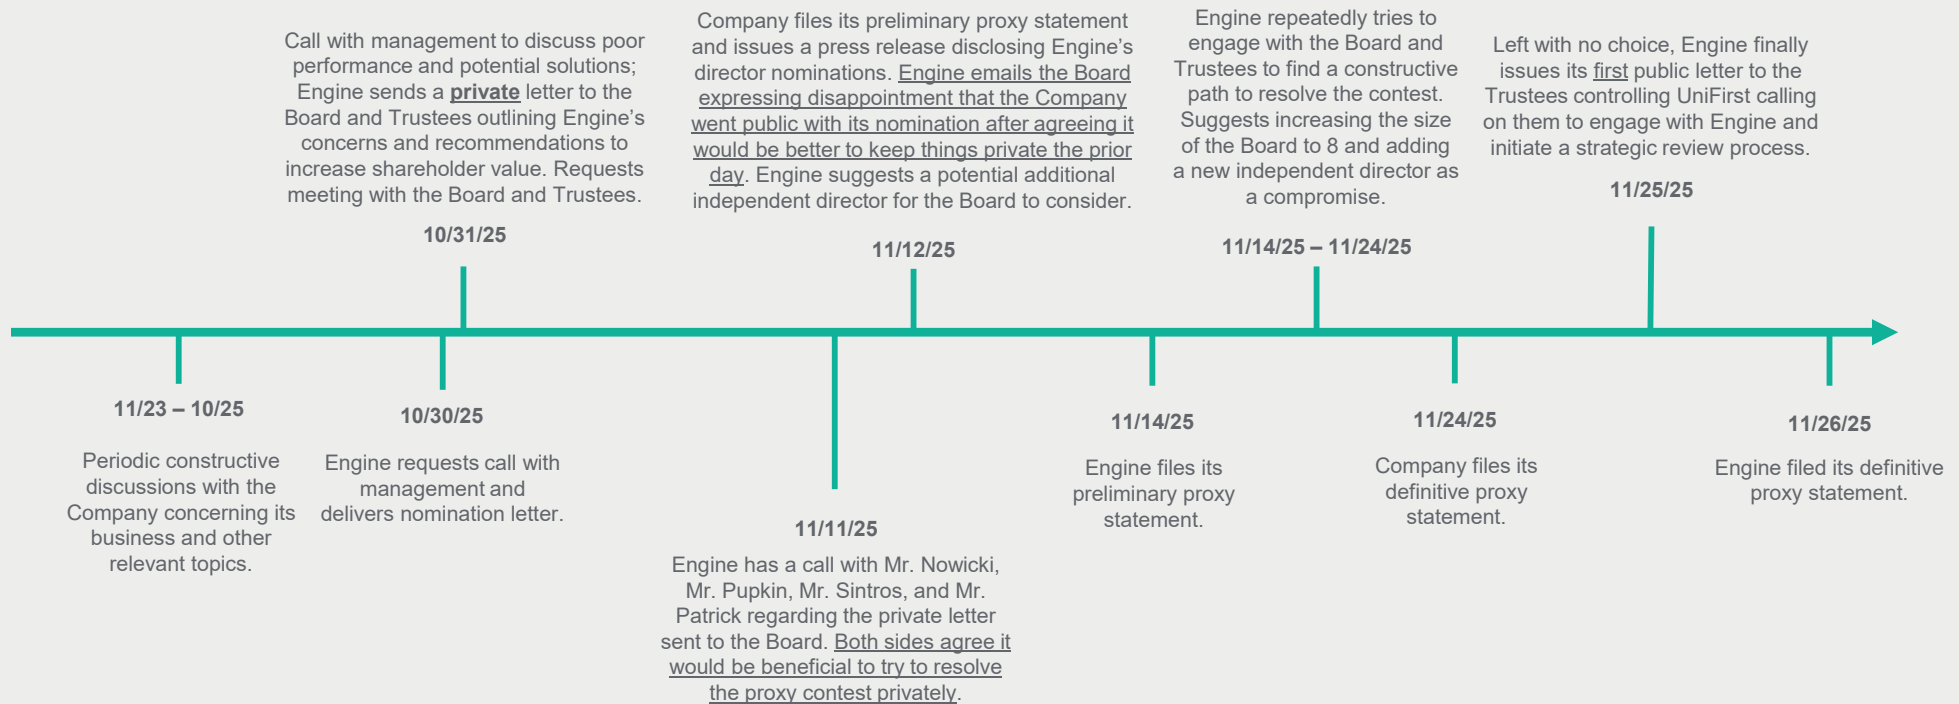 Call with management to discuss poor
performance and potential solutions;
Engine sends a private letter to the
Board and Trustees outlining Engine’s
concerns and recommendations to
increase shareholder value. Requests
meeting with the Board and Trustees.
10/31/25
Company files its preliminary proxy statement
and issues a press release disclosing Engine’s
director nominations. Engine emails the Board
expressing disappointment that the Company
went public with its nomination after agreeing it
would be better to keep things private the prior
day. Engine suggests a potential additional
independent director for the Board to consider.
11/12/25
Engine repeatedly tries to
engage with the Board and
Trustees to find a constructive
path to resolve the contest.
Suggests increasing the size
of the Board to 8 and adding
a new independent director as
a compromise.
11/14/25 – 11/24/25
Left with no choice, Engine finally
issues its first public letter to the
Trustees controlling UniFirst calling
on them to engage with Engine and
initiate a strategic review process.
11/25/25
11/23 – 10/25
Periodic constructive
discussions with the
Company concerning its
business and other
relevant topics.
10/30/25
Engine requests call with
management and
delivers nomination letter.
11/11/25
Engine has a call with Mr. Nowicki,
Mr. Pupkin, Mr. Sintros, and Mr.
Patrick regarding the private letter
sent to the Board. Both sides agree it
would be beneficial to try to resolve
the proxy contest privately.
11/14/25
Engine files its
preliminary proxy
statement.
11/24/25
Company files its
definitive proxy
statement.
11/26/25
Engine filed its definitive
proxy statement.